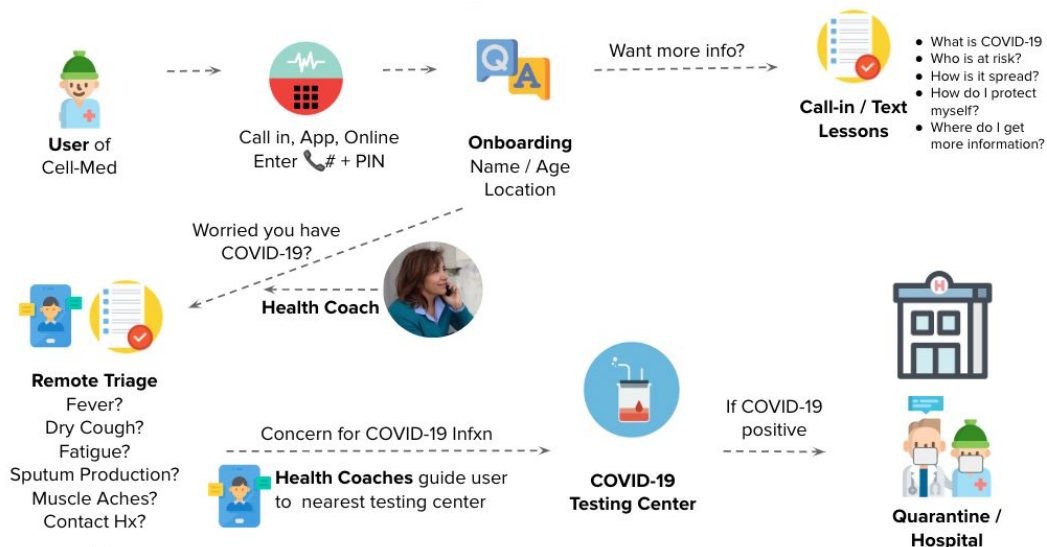 User of
Cell-Med
Call in, App, Online
Enter 📞# + PIN
Q
A
Onboarding
Name / Age
Location
Want more info?
Call-in / Text
Lessons
● What is COVID-19
● Who is at risk?
● How is it spread?
● How do I protect
myself?
● Where do I get
more information?
Worried you have
COVID-19?
Health Coach
Remote Triage
Fever?
Dry Cough?
Fatigue?
Sputum Production?
Muscle Aches?
Contact Hx?
Concern for COVID-19 Infxn
Health Coaches guide user
to nearest testing center
COVID-19
Testing Center
If COVID-19
positive
H
Quarantine /
Hospital